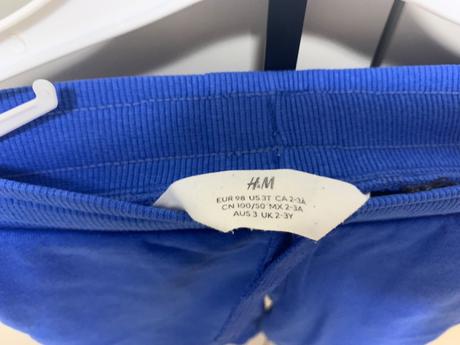 H&M
EUR 98 US 3T CA 2-3A
CN 100/50 MX 2-3A
AUS 3 UK 2-3Y